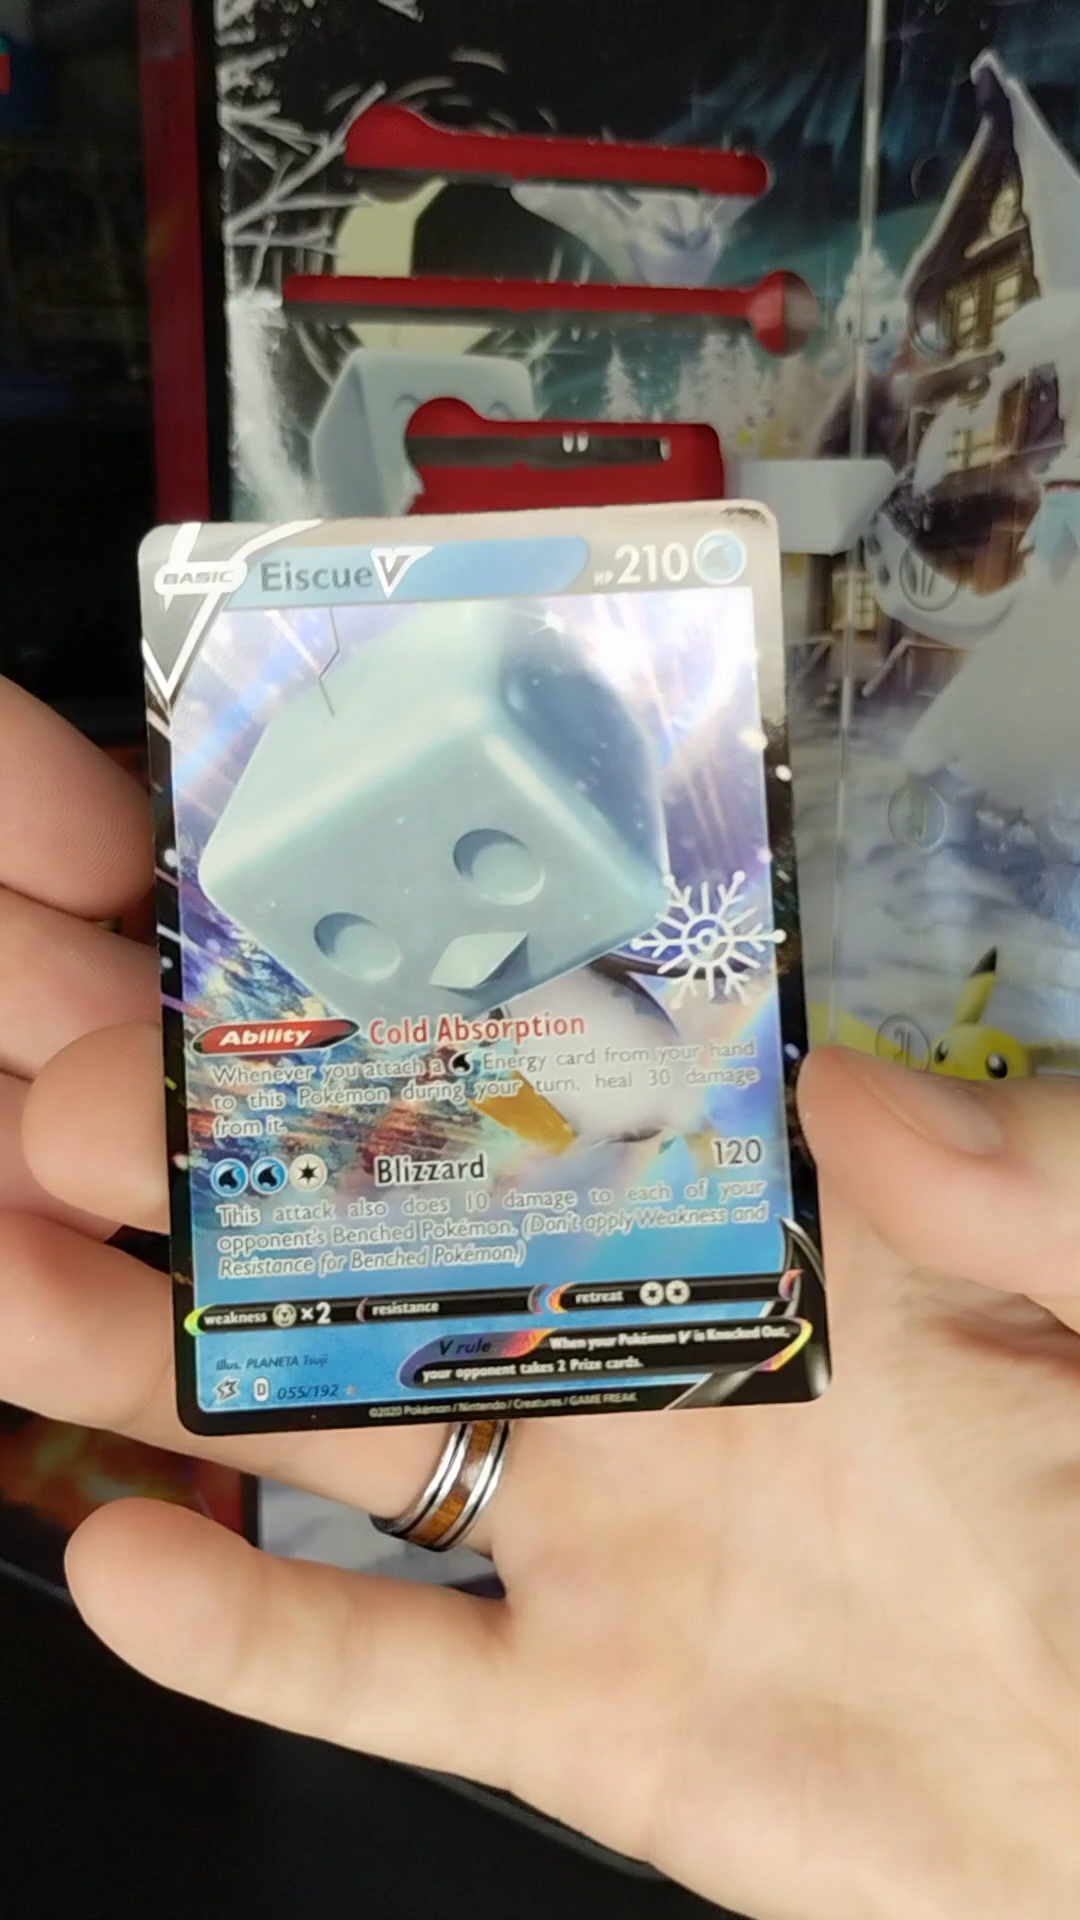 BASIC Eiscue V HP 210
Ability Cold Absorption
Whenever you attach a Energy card from your hand
to this Pokémon during your turn, heal 30 damage
from it.
Blizzard 120
This attack also does 10 damage to each of your
opponent's Benched Pokémon. (Don't apply Weakness and
Resistance for Benched Pokémon.)
weakness ×2 resistance retreat
V rule When your Pokémon V is Knocked Out,
your opponent takes 2 Prize cards.
Illus. PLANETA Tsuji
D 055/192
©2020 Pokémon / Nintendo / Creatures / GAME FREAK